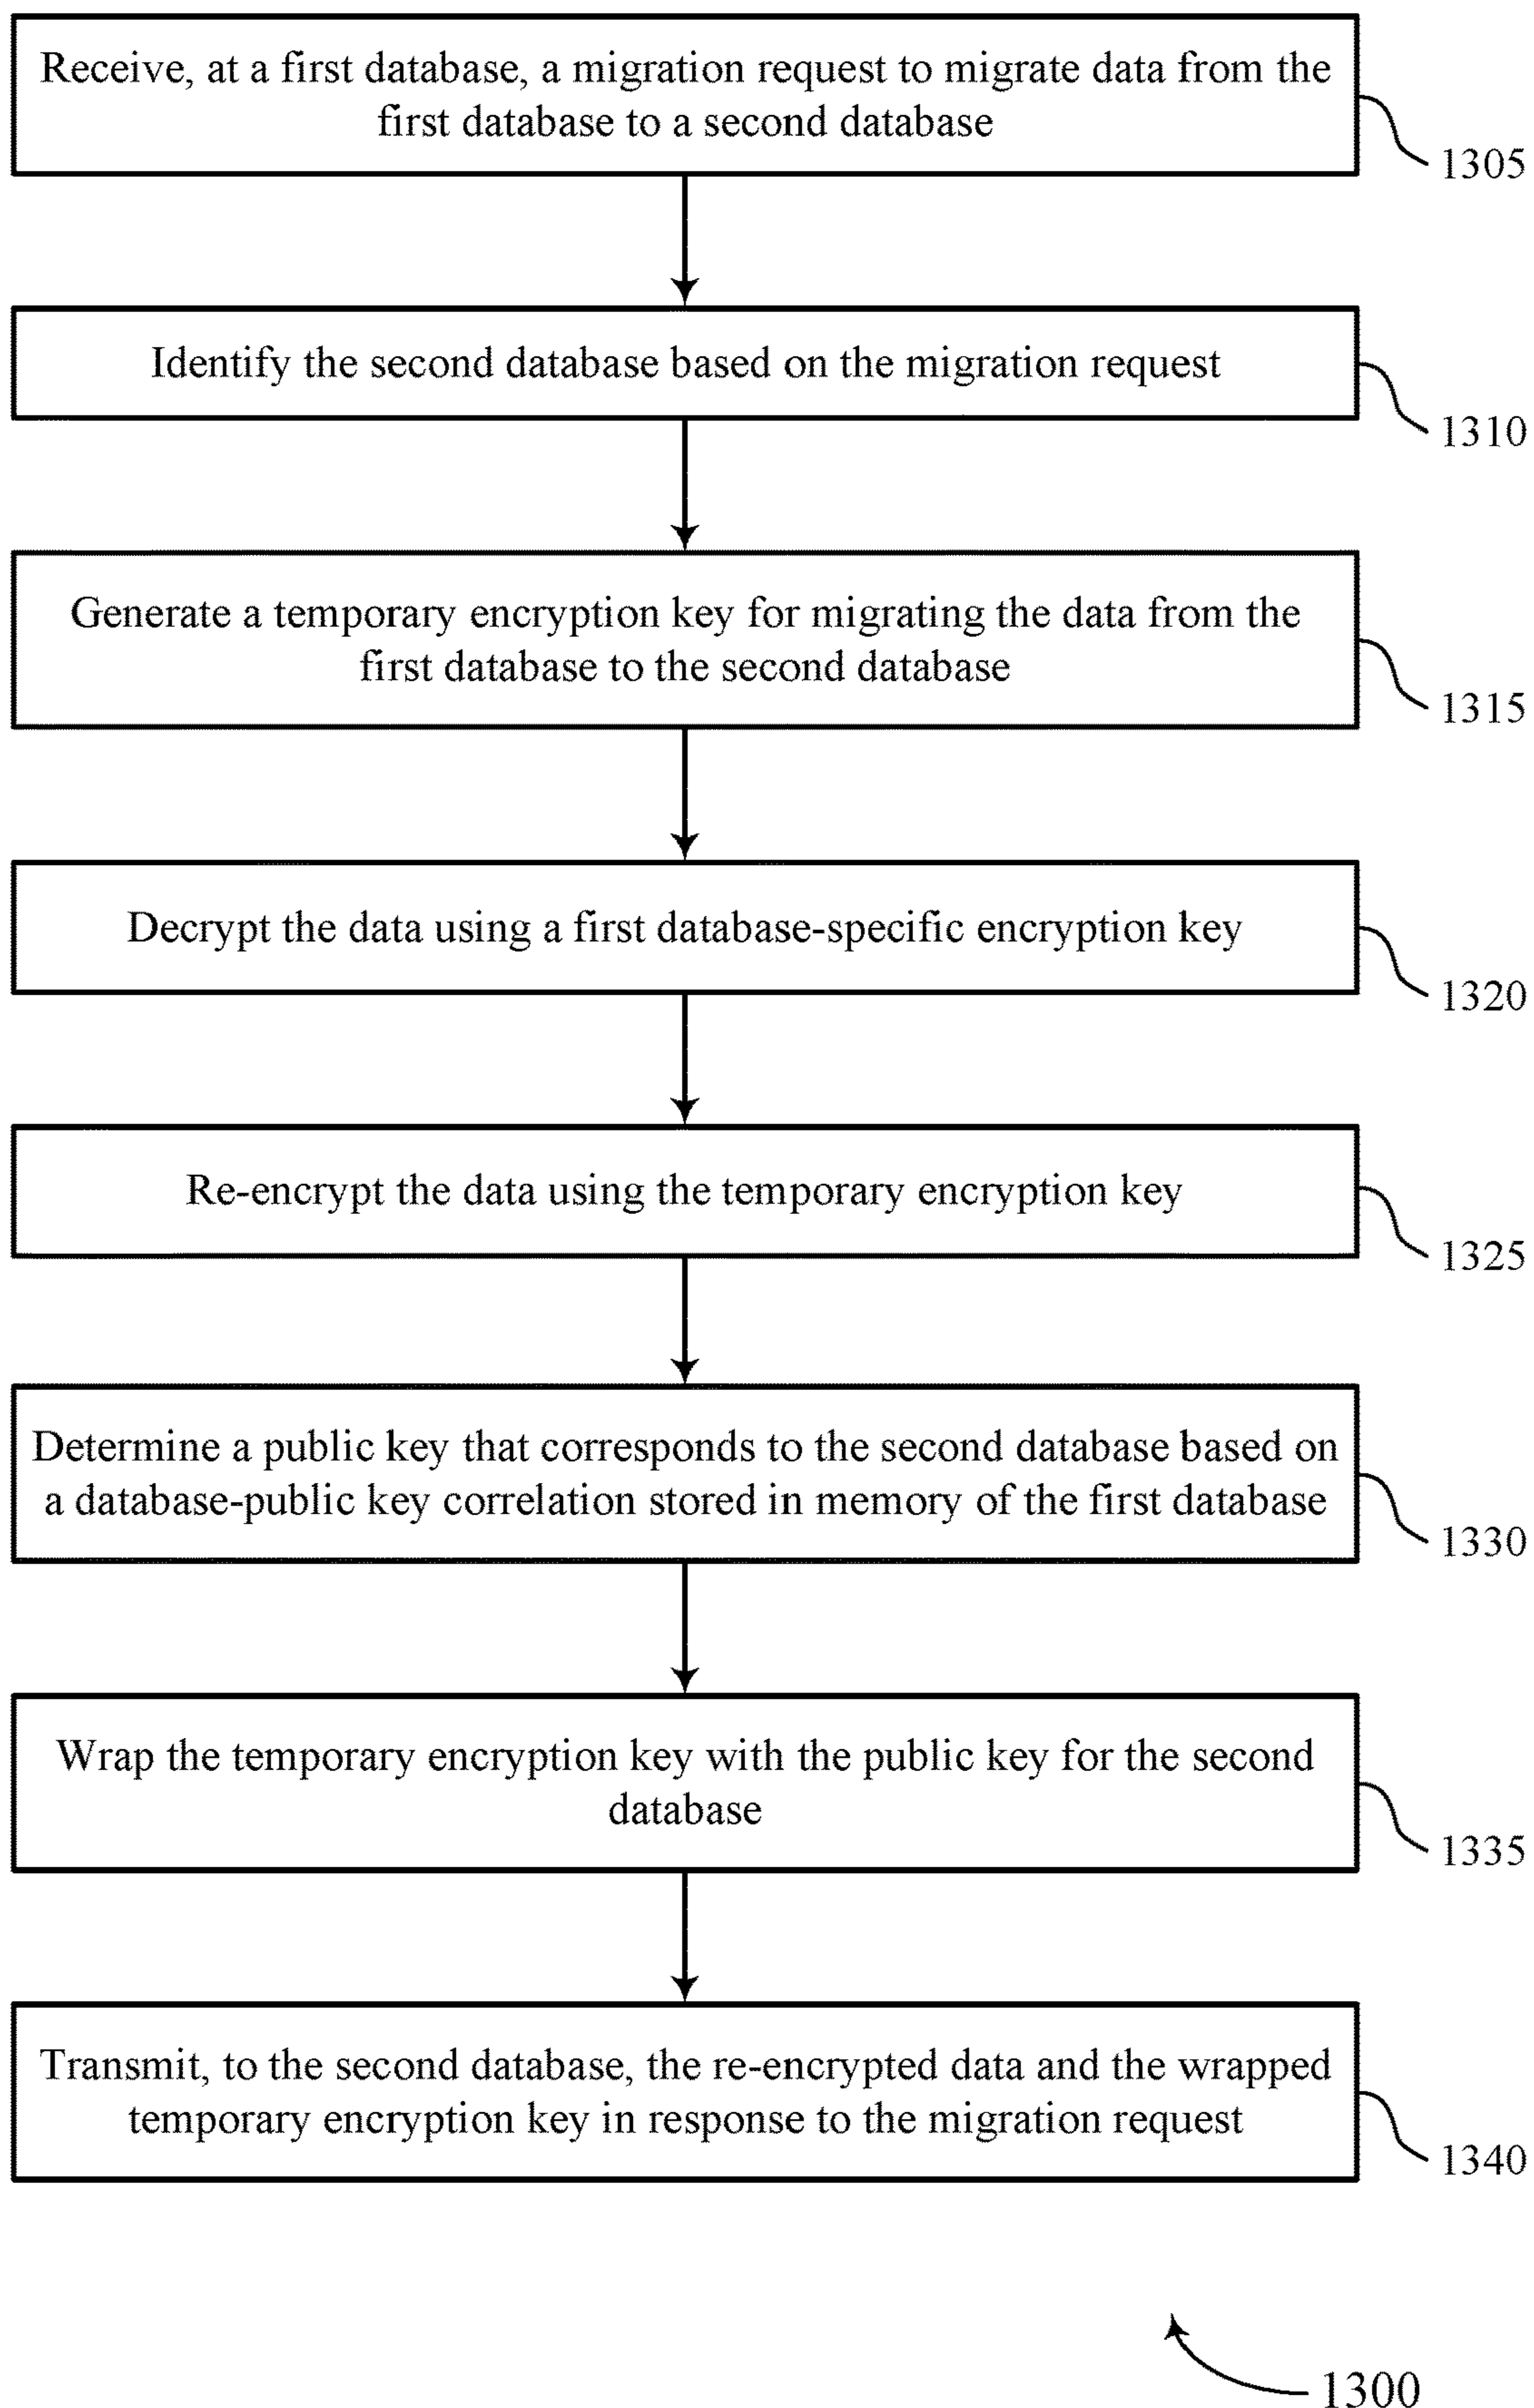 Receive, at a first database, a migration request to migrate data from the
first database to a second database
1305
Identify the second database based on the migration request
1310
Generate a temporary encryption key for migrating the data from the
first database to the second database
1315
Decrypt the data using a first database-specific encryption key
1320
Re-encrypt the data using the temporary encryption key
1325
Determine a public key that corresponds to the second database based on
a database-public key correlation stored in memory of the first database
1330
Wrap the temporary encryption key with the public key for the second
database
1335
Transmit, to the second database, the re-encrypted data and the wrapped
temporary encryption key in response to the migration request
1340
1300